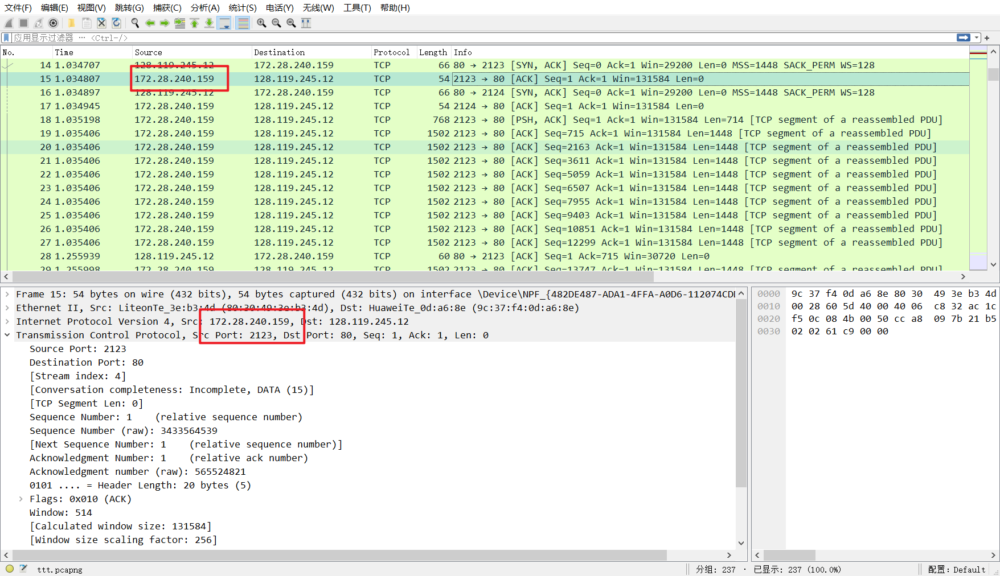 文件(F) 编辑(E) 视图(V) 跳转(G) 捕获(C) 分析(A) 统计(S) 电话(Y) 无线(W) 工具(T) 帮助(H)
应用显示过滤器 … <Ctrl-/>
No. Time Source Destination Protocol Length Info
14 1.034707 128.119.245.12 172.28.240.159 TCP 66 80 → 2123 [SYN, ACK] Seq=0 Ack=1 Win=29200 Len=0 MSS=1448 SACK_PERM WS=128
15 1.034807 172.28.240.159 128.119.245.12 TCP 54 2123 → 80 [ACK] Seq=1 Ack=1 Win=131584 Len=0
16 1.034897 128.119.245.12 172.28.240.159 TCP 66 80 → 2124 [SYN, ACK] Seq=0 Ack=1 Win=29200 Len=0 MSS=1448 SACK_PERM WS=128
17 1.034945 172.28.240.159 128.119.245.12 TCP 54 2124 → 80 [ACK] Seq=1 Ack=1 Win=131584 Len=0
18 1.035198 172.28.240.159 128.119.245.12 TCP 768 2123 → 80 [PSH, ACK] Seq=1 Ack=1 Win=131584 Len=714 [TCP segment of a reassembled PDU]
19 1.035406 172.28.240.159 128.119.245.12 TCP 1502 2123 → 80 [ACK] Seq=715 Ack=1 Win=131584 Len=1448 [TCP segment of a reassembled PDU]
20 1.035406 172.28.240.159 128.119.245.12 TCP 1502 2123 → 80 [ACK] Seq=2163 Ack=1 Win=131584 Len=1448 [TCP segment of a reassembled PDU]
21 1.035406 172.28.240.159 128.119.245.12 TCP 1502 2123 → 80 [ACK] Seq=3611 Ack=1 Win=131584 Len=1448 [TCP segment of a reassembled PDU]
22 1.035406 172.28.240.159 128.119.245.12 TCP 1502 2123 → 80 [ACK] Seq=5059 Ack=1 Win=131584 Len=1448 [TCP segment of a reassembled PDU]
23 1.035406 172.28.240.159 128.119.245.12 TCP 1502 2123 → 80 [ACK] Seq=6507 Ack=1 Win=131584 Len=1448 [TCP segment of a reassembled PDU]
24 1.035406 172.28.240.159 128.119.245.12 TCP 1502 2123 → 80 [ACK] Seq=7955 Ack=1 Win=131584 Len=1448 [TCP segment of a reassembled PDU]
25 1.035406 172.28.240.159 128.119.245.12 TCP 1502 2123 → 80 [ACK] Seq=9403 Ack=1 Win=131584 Len=1448 [TCP segment of a reassembled PDU]
26 1.035406 172.28.240.159 128.119.245.12 TCP 1502 2123 → 80 [ACK] Seq=10851 Ack=1 Win=131584 Len=1448 [TCP segment of a reassembled PDU]
27 1.035406 172.28.240.159 128.119.245.12 TCP 1502 2123 → 80 [ACK] Seq=12299 Ack=1 Win=131584 Len=1448 [TCP segment of a reassembled PDU]
28 1.255939 128.119.245.12 172.28.240.159 TCP 60 80 → 2123 [ACK] Seq=1 Ack=715 Win=30720 Len=0
29 1.255998 172.28.240.159 128.119.245.12 TCP 1502 2123 → 80 [ACK] Seq=13747 Ack=1 Win=131584 Len=1448 [TCP segment of a reassembled PDU]
Frame 15: 54 bytes on wire (432 bits), 54 bytes captured (432 bits) on interface \Device\NPF_{482DE487-ADA1-4FFA-A0D6-112074CD
Ethernet II, Src: LiteonTe_3e:b3:4d (80:30:49:3e:b3:4d), Dst: HuaweiTe_0d:a6:8e (9c:37:f4:0d:a6:8e)
Internet Protocol Version 4, Src: 172.28.240.159, Dst: 128.119.245.12
Transmission Control Protocol, Src Port: 2123, Dst Port: 80, Seq: 1, Ack: 1, Len: 0
Source Port: 2123
Destination Port: 80
[Stream index: 4]
[Conversation completeness: Incomplete, DATA (15)]
[TCP Segment Len: 0]
Sequence Number: 1 (relative sequence number)
Sequence Number (raw): 3433564539
[Next Sequence Number: 1 (relative sequence number)]
Acknowledgment Number: 1 (relative ack number)
Acknowledgment number (raw): 565524821
0101 .... = Header Length: 20 bytes (5)
Flags: 0x010 (ACK)
Window: 514
[Calculated window size: 131584]
[Window size scaling factor: 256]
0000 9c 37 f4 0d a6 8e 80 30 49 3e b3 4d
0010 00 28 60 5d 40 00 40 06 c8 32 ac 1c
0020 f5 0c 08 4b 00 50 cc a8 09 7b 21 b5
0030 02 02 61 c9 00 00
ttt.pcapng 分组: 237 · 已显示: 237 (100.0%) 配置: Default